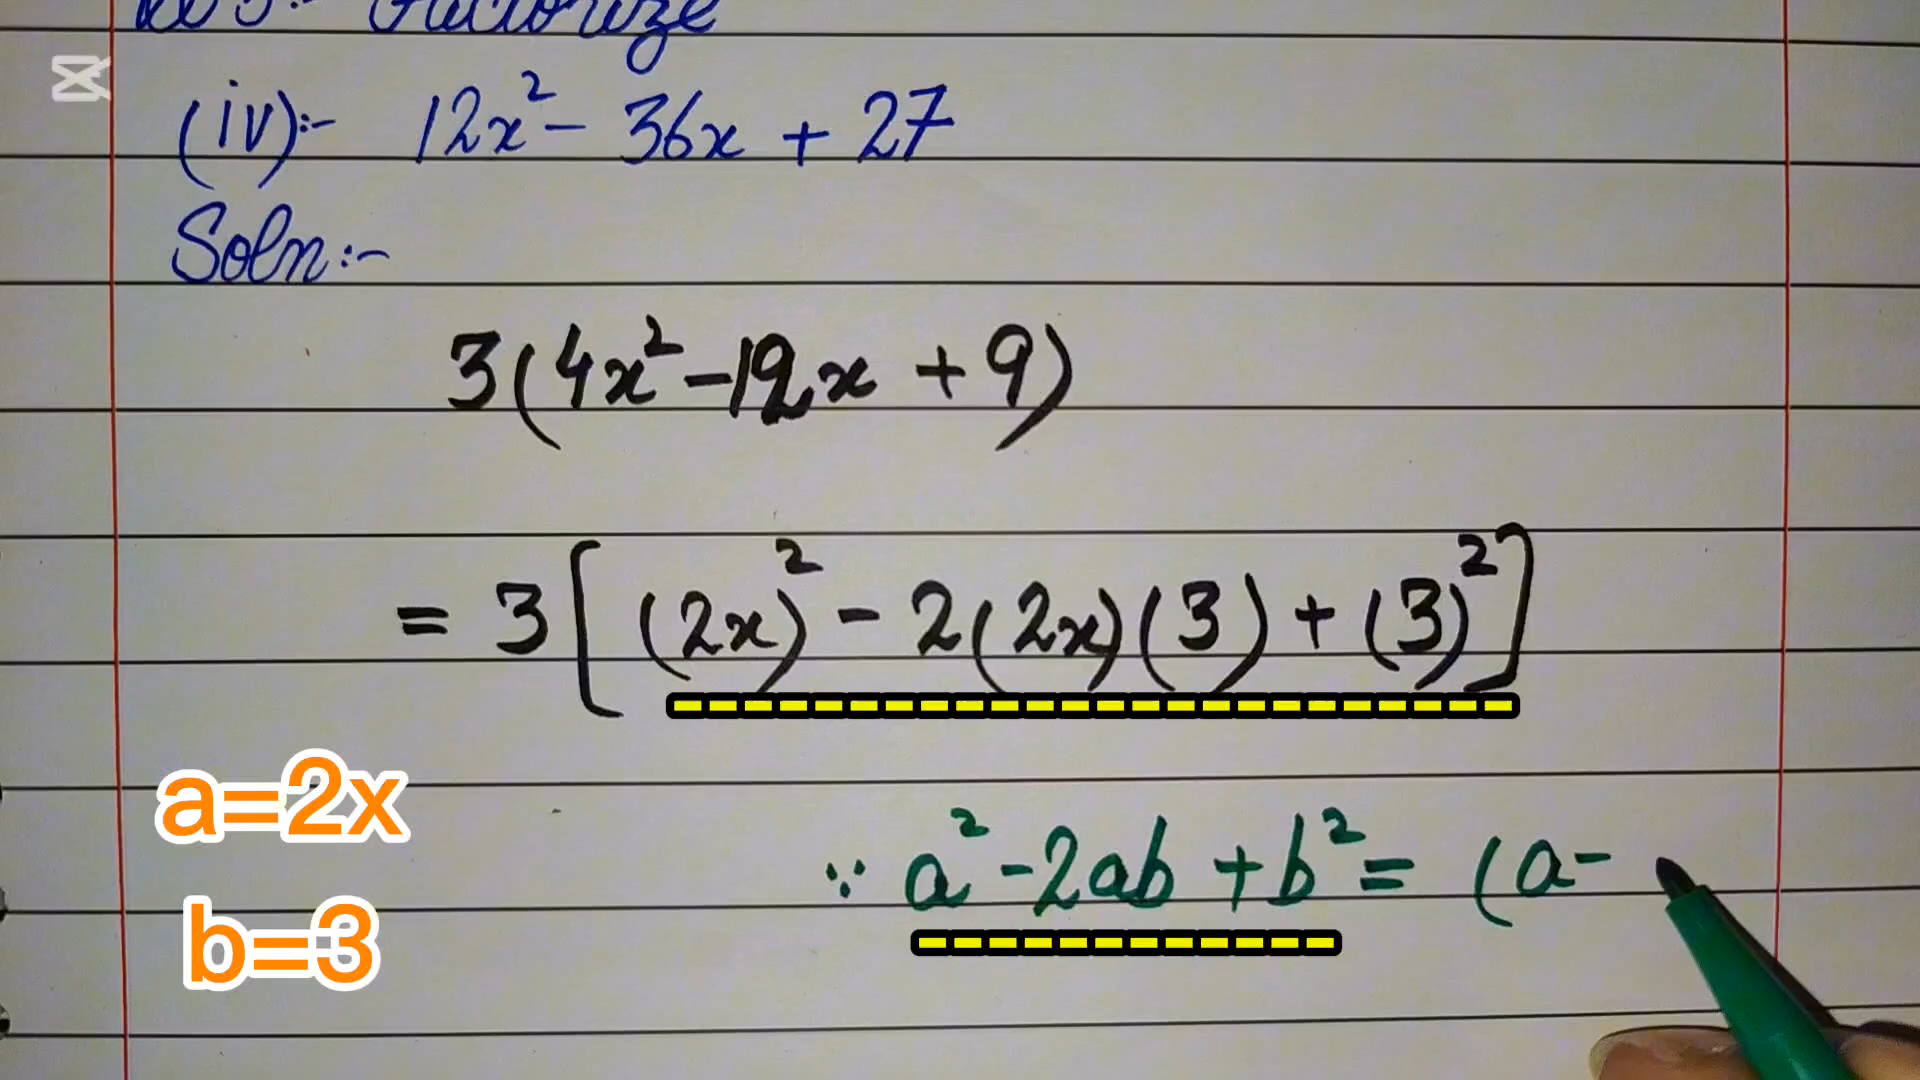 Factorize
(iv):- 12x² - 36x + 27
Soln:-
3(4x² - 12x + 9)
= 3[(2x)² - 2(2x)(3) + (3)²]
a=2x
∵ a² - 2ab + b² = (a -
b=3